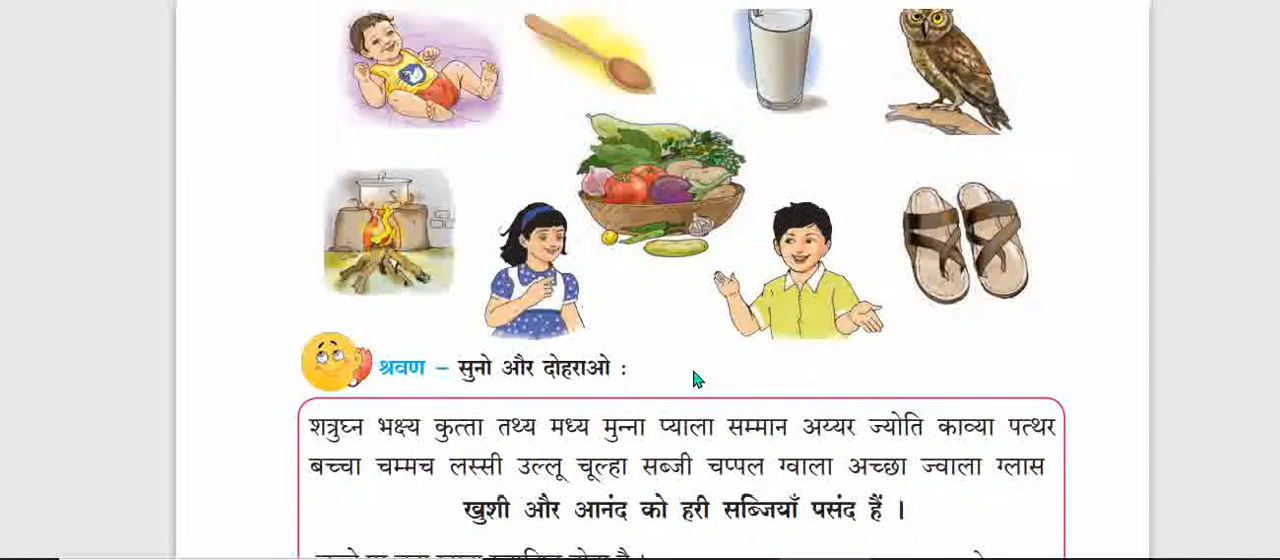 श्रवण – सुनो और दोहराओ :
शत्रुघ्न भक्ष्य कुत्ता तथ्य मध्य मुन्ना प्याला सम्मान अय्यर ज्योति काव्या पत्थर
बच्चा चम्मच लस्सी उल्लू चूल्हा सब्जी चप्पल ग्वाला अच्छा ज्वाला ग्लास
खुशी और आनंद को हरी सब्जियाँ पसंद हैं ।